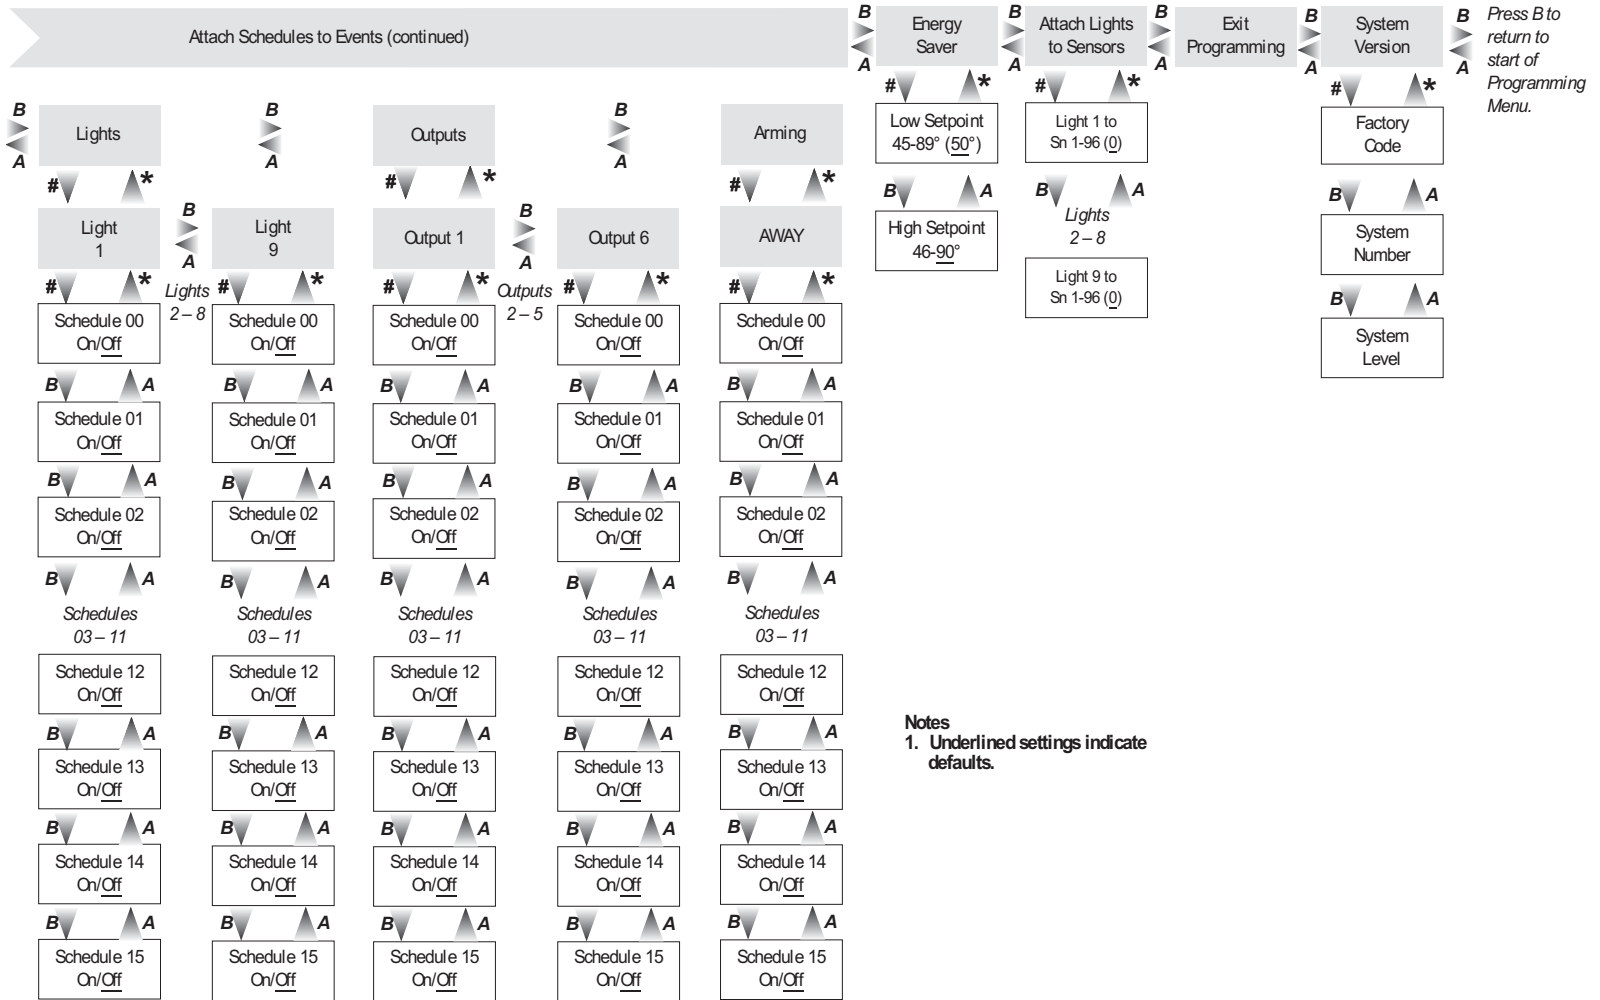 Attach Schedules to Events (continued)
B
A
Energy
Saver
B
A
Attach Lights
to Sensors
B
A
Exit
Programming
B
A
System
Version
B
A
Press B to
return to
start of
Programming
Menu.
B
A
Lights
B
A
Outputs
B
A
Arming
# *
# *
# *
Light
1
B
A
Lights
2 – 8
Light
9
Output 1
B
A
Outputs
2 – 5
Output 6
AWAY
# *
# *
# *
# *
# *
Schedule 00
On/Off
Schedule 00
On/Off
Schedule 00
On/Off
Schedule 00
On/Off
Schedule 00
On/Off
B A
B A
B A
B A
B A
Schedule 01
On/Off
Schedule 01
On/Off
Schedule 01
On/Off
Schedule 01
On/Off
Schedule 01
On/Off
B A
B A
B A
B A
B A
Schedule 02
On/Off
Schedule 02
On/Off
Schedule 02
On/Off
Schedule 02
On/Off
Schedule 02
On/Off
B A
B A
B A
B A
B A
Schedules
03 – 11
Schedules
03 – 11
Schedules
03 – 11
Schedules
03 – 11
Schedules
03 – 11
Schedule 12
On/Off
Schedule 12
On/Off
Schedule 12
On/Off
Schedule 12
On/Off
Schedule 12
On/Off
B A
B A
B A
B A
B A
Schedule 13
On/Off
Schedule 13
On/Off
Schedule 13
On/Off
Schedule 13
On/Off
Schedule 13
On/Off
B A
B A
B A
B A
B A
Schedule 14
On/Off
Schedule 14
On/Off
Schedule 14
On/Off
Schedule 14
On/Off
Schedule 14
On/Off
B A
B A
B A
B A
B A
Schedule 15
On/Off
Schedule 15
On/Off
Schedule 15
On/Off
Schedule 15
On/Off
Schedule 15
On/Off
# *
Low Setpoint
45-89° (50°)
B A
High Setpoint
46-90°
# *
Light 1 to
Sn 1-96 (0)
B A
Lights
2 – 8
Light 9 to
Sn 1-96 (0)
# *
Factory
Code
B A
System
Number
B A
System
Level
Notes
1. Underlined settings indicate
defaults.